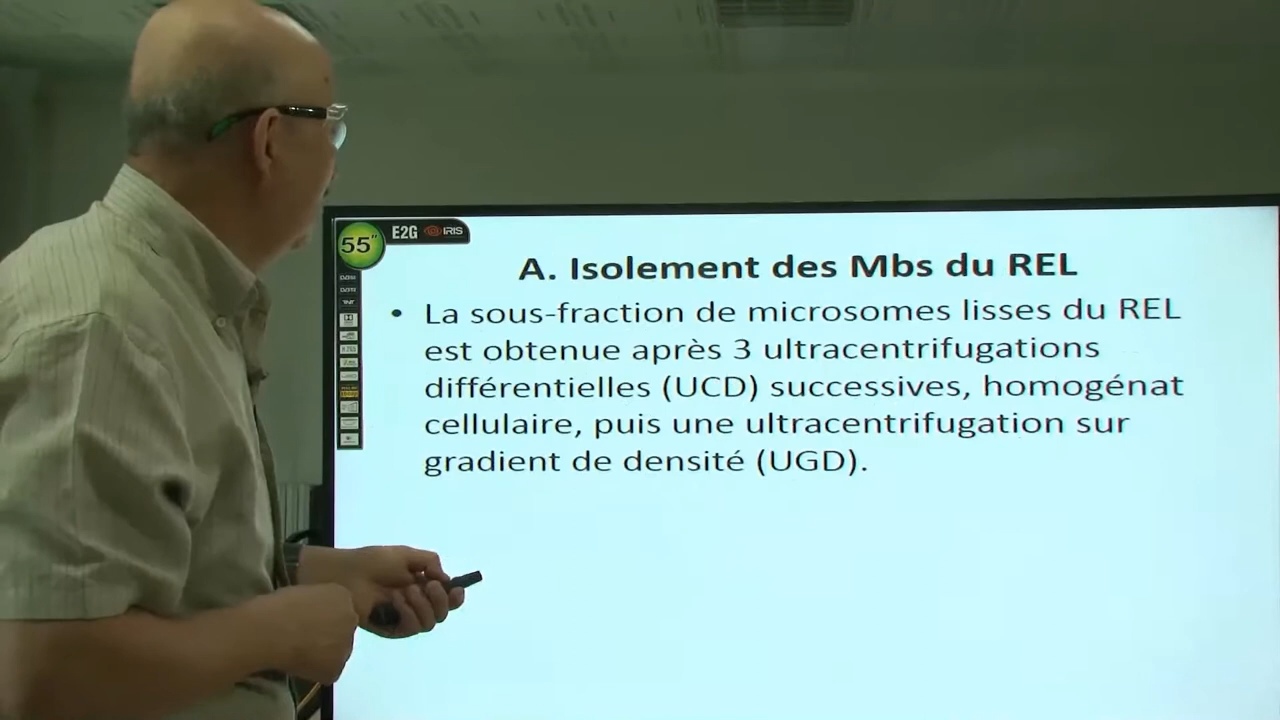 55"
E2G IRIS
A. Isolement des Mbs du REL
• La sous-fraction de microsomes lisses du REL
est obtenue après 3 ultracentrifugations
différentielles (UCD) successives, homogénat
cellulaire, puis une ultracentrifugation sur
gradient de densité (UGD).